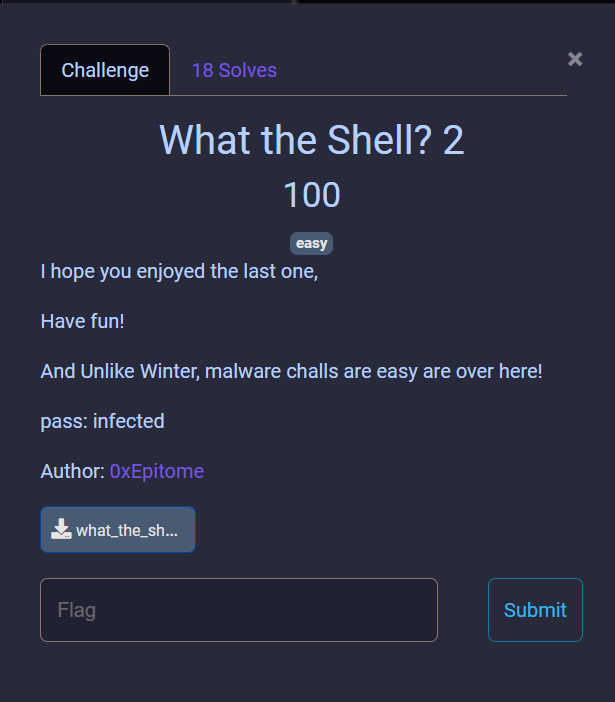 Challenge
18 Solves
×
What the Shell? 2
100
easy
I hope you enjoyed the last one,
Have fun!
And Unlike Winter, malware challs are easy are over here!
pass: infected
Author: 0xEpitome
what_the_sh...
Flag
Submit